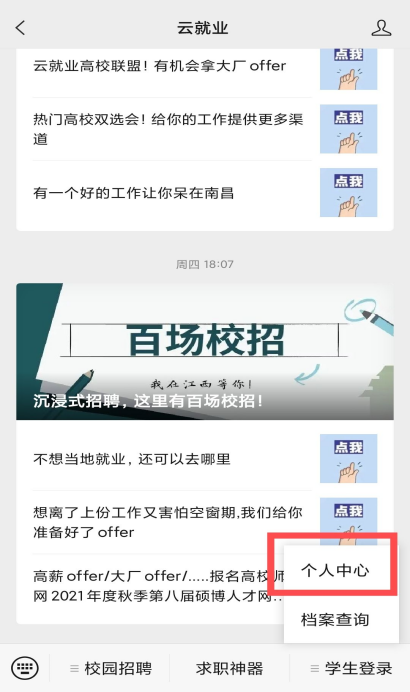 云就业
点我
云就业高校联盟! 有机会拿大厂 offer
热门高校双选会! 给你的工作提供更多渠
道
点我
有一个好的工作让你呆在南昌
点我
周四 18:07
百场校招
我在江西等你!
沉浸式招聘，这里有百场校招!
不想当地就业，还可以去哪里
点我
想离了上份工作又害怕空窗期,我们给你
准备好了 offer
点我
高薪 offer/大厂 offer/.....报名高校师
网 2021 年度秋季第八届硕博人才网...
个人中心
档案查询
校园招聘
求职神器
学生登录